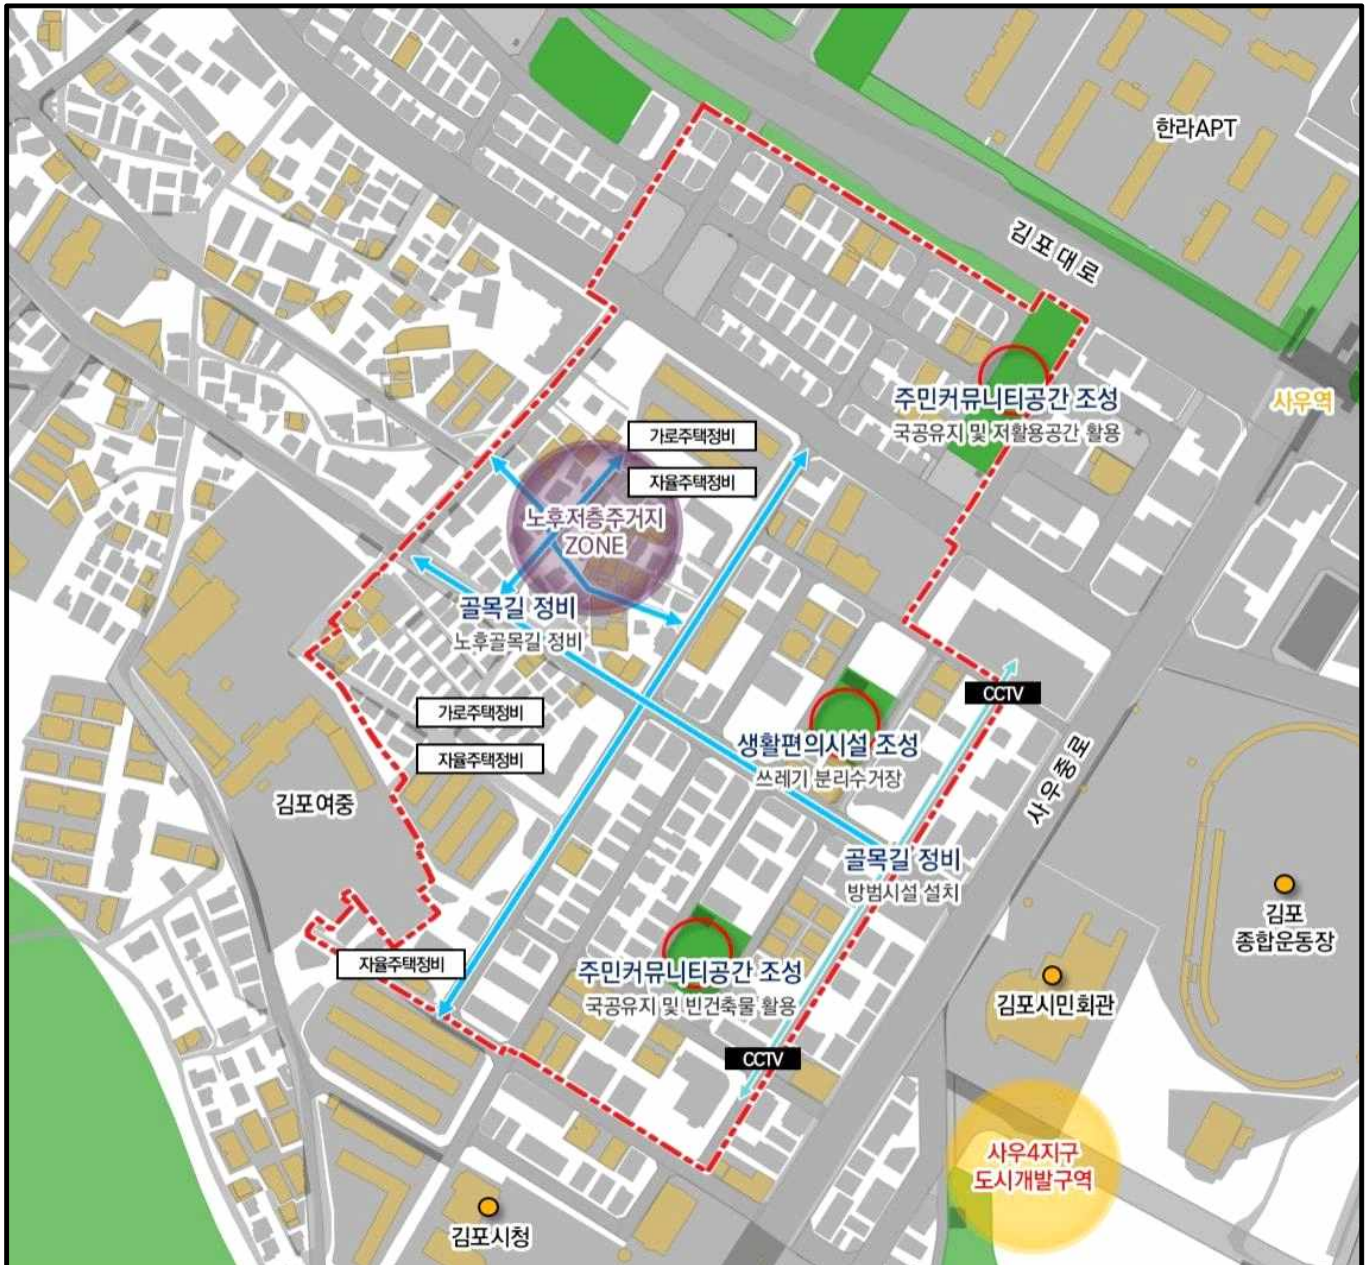 한라APT
김포대로
사우역
주민커뮤니티공간 조성
국공유지 및 저활용공간 활용
가로주택정비
자율주택정비
노후저층주거지
ZONE
골목길 정비
노후골목길 정비
CCTV
가로주택정비
자율주택정비
생활편의시설 조성
쓰레기 분리수거장
사우중로
김포여중
골목길 정비
방범시설 설치
김포
종합운동장
자율주택정비
주민커뮤니티공간 조성
국공유지 및 빈건축물 활용
김포시민회관
CCTV
사우4지구
도시개발구역
김포시청